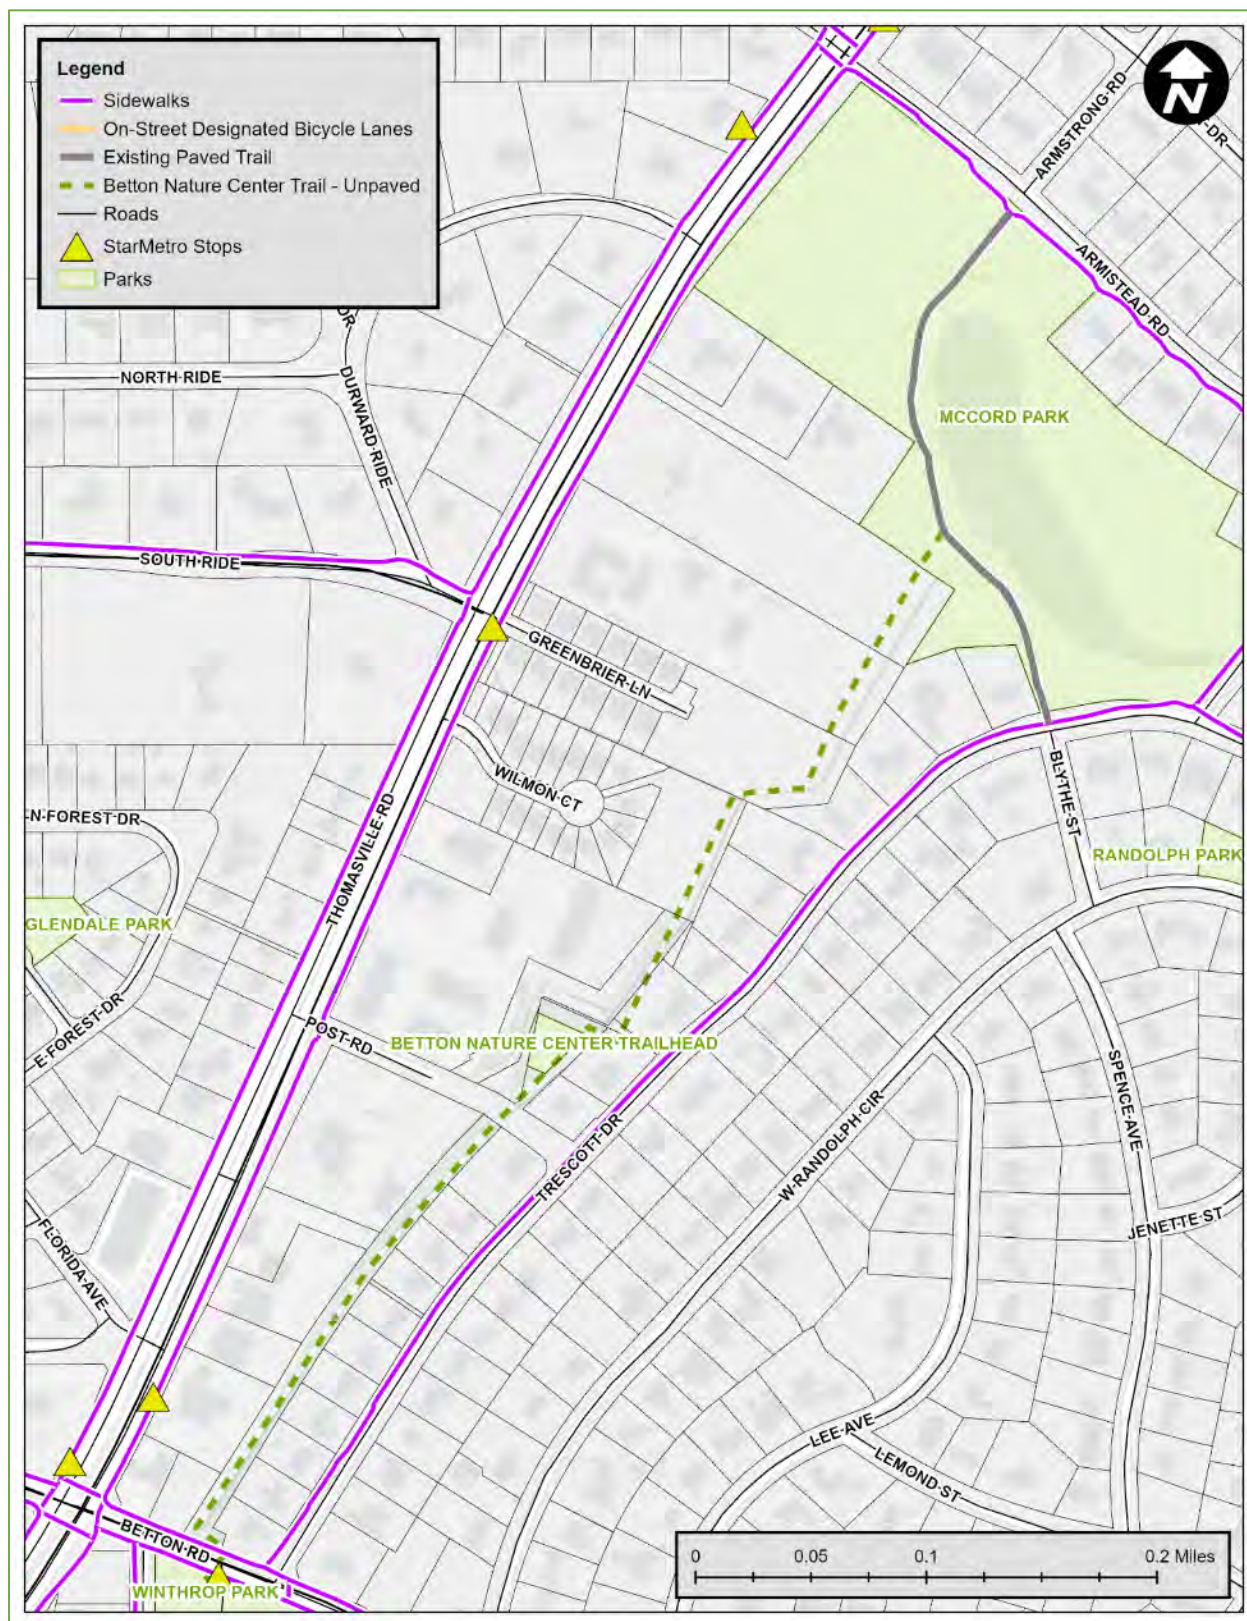 Legend
Sidewalks
On-Street Designated Bicycle Lanes
Existing Paved Trail
Betton Nature Center Trail - Unpaved
Roads
StarMetro Stops
Parks
N
ARMSTRONG RD
DR
ARMISTEAD RD
DR
NORTH RIDE
DURWARD RIDE
MCCORD PARK
SOUTH RIDE
GREENBRIER LN
WILMON CT
BLYTHE ST
N FOREST DR
THOMASVILLE RD
RANDOLPH PARK
GLENDALE PARK
E FOREST DR
POST RD
BETTON NATURE CENTER TRAILHEAD
SPENCE AVE
TRESCOTT DR
W RANDOLPH CIR
JENETTE ST
FLORIDA AVE
LEE AVE
LEMOND ST
BETTON RD
WINTHROP PARK
0 0.05 0.1 0.2 Miles